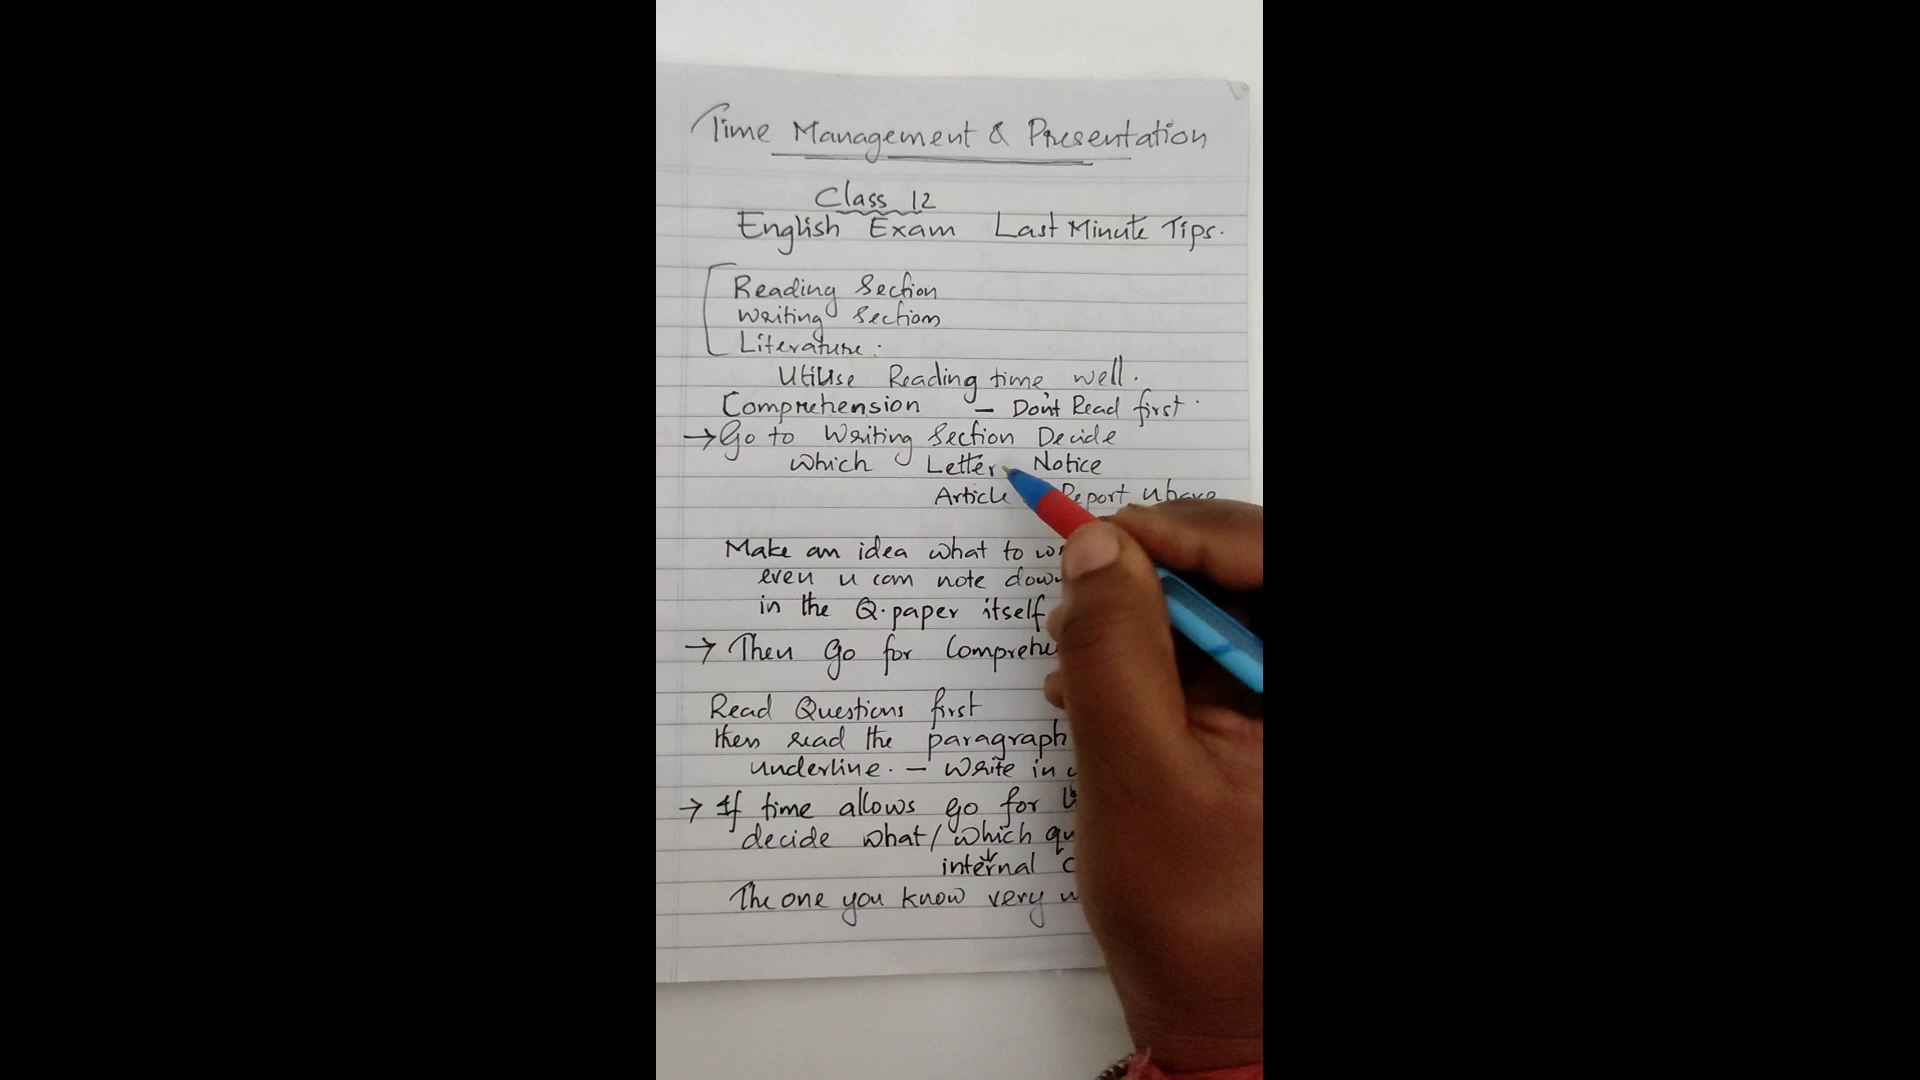 Time Management & Presentation
Class 12
English Exam Last Minute Tips.
Reading Section
Writing Section
Literature.
Utilise Reading time well.
Comprehension - Don't Read first.
→ Go to Writing Section Decide
which Letter Notice
Article Report
Make an idea what to
even u can note down
in the Q.paper itself
→ Then Go for
Read Questions first
then read the paragraph
underline. - Write in
→ If time allows go for
decide what/which
internal
The one you know very